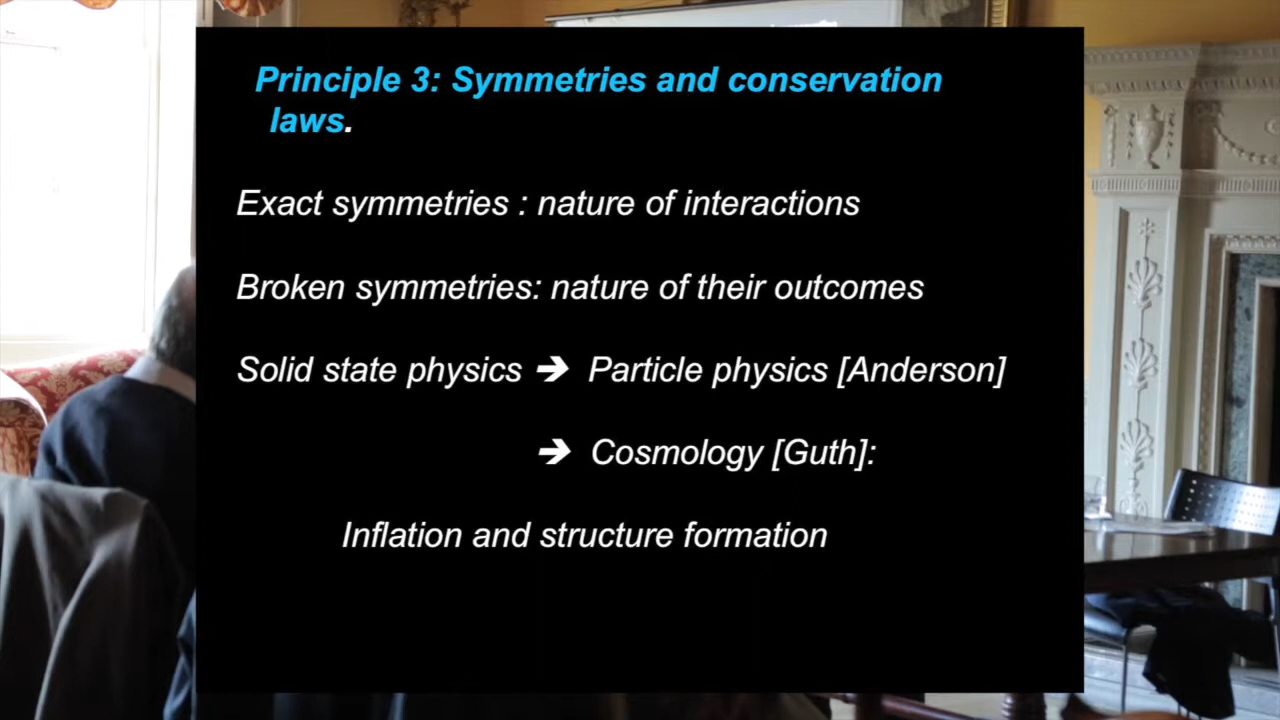 Principle 3: Symmetries and conservation
laws.
Exact symmetries : nature of interactions
Broken symmetries: nature of their outcomes
Solid state physics ➔ Particle physics [Anderson]
➔ Cosmology [Guth]:
Inflation and structure formation